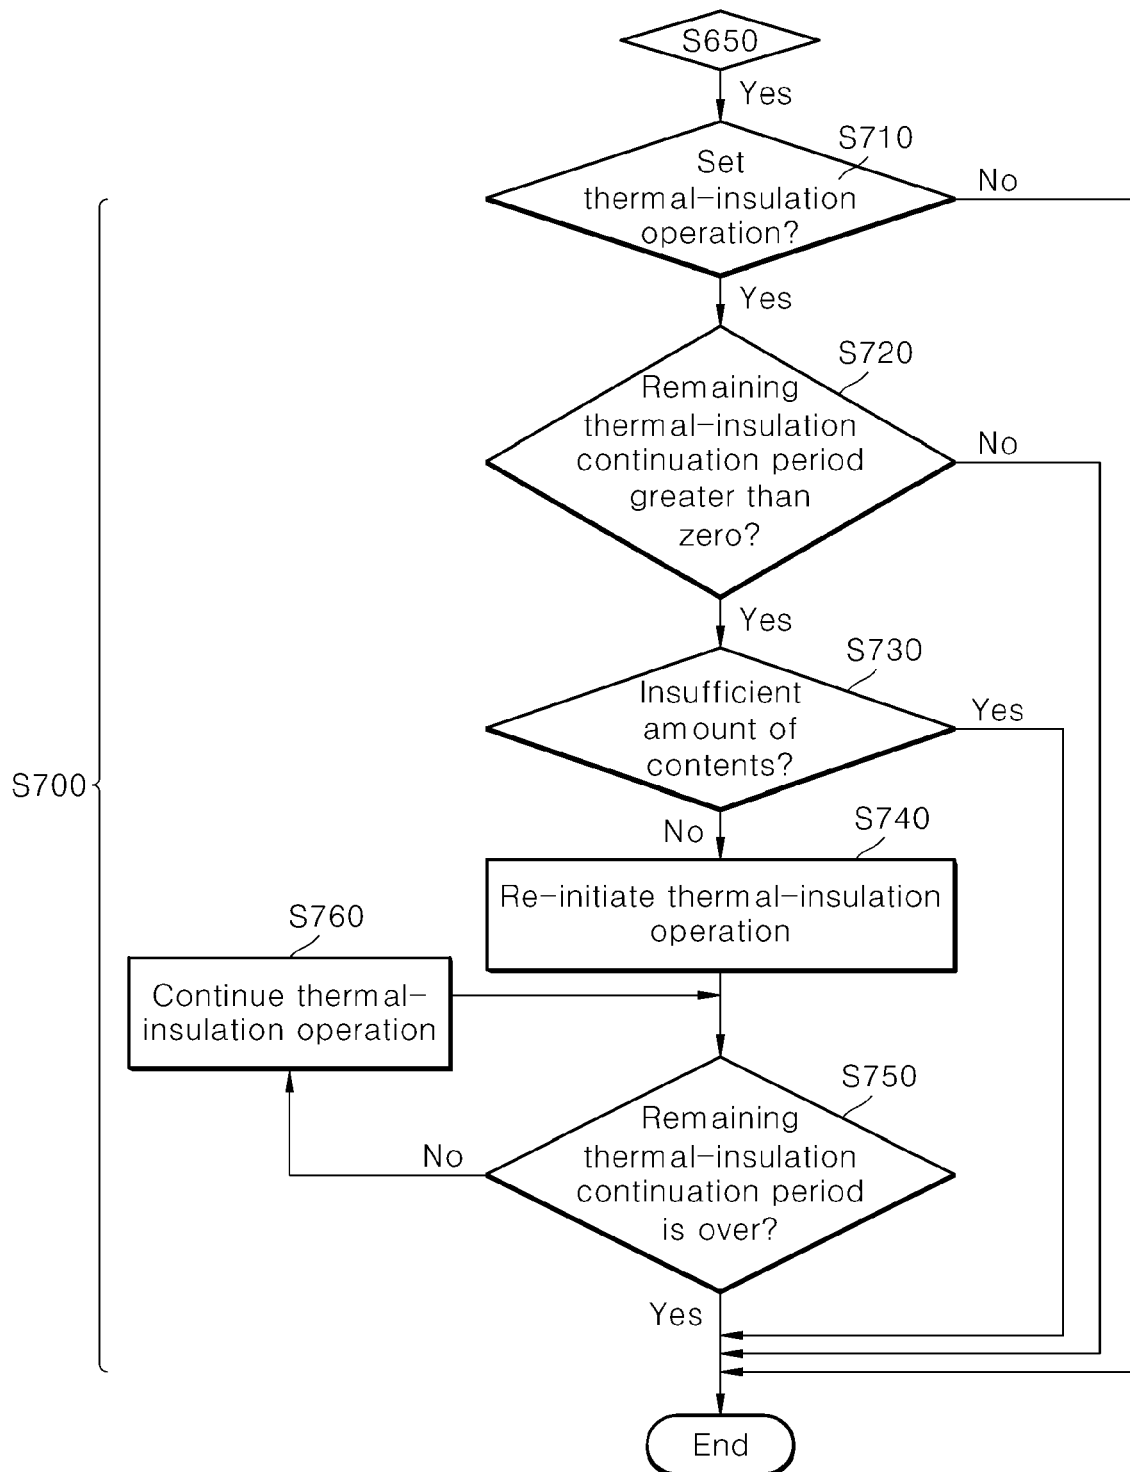 S650
Yes
S710
Set
thermal-insulation
operation?
No
Yes
S720
Remaining
thermal-insulation
continuation period
greater than
zero?
No
Yes
S730
Insufficient
amount of
contents?
Yes
S700
No
S740
Re-initiate thermal-insulation
operation
S760
Continue thermal-
insulation operation
S750
Remaining
thermal-insulation
continuation period
is over?
No
Yes
End